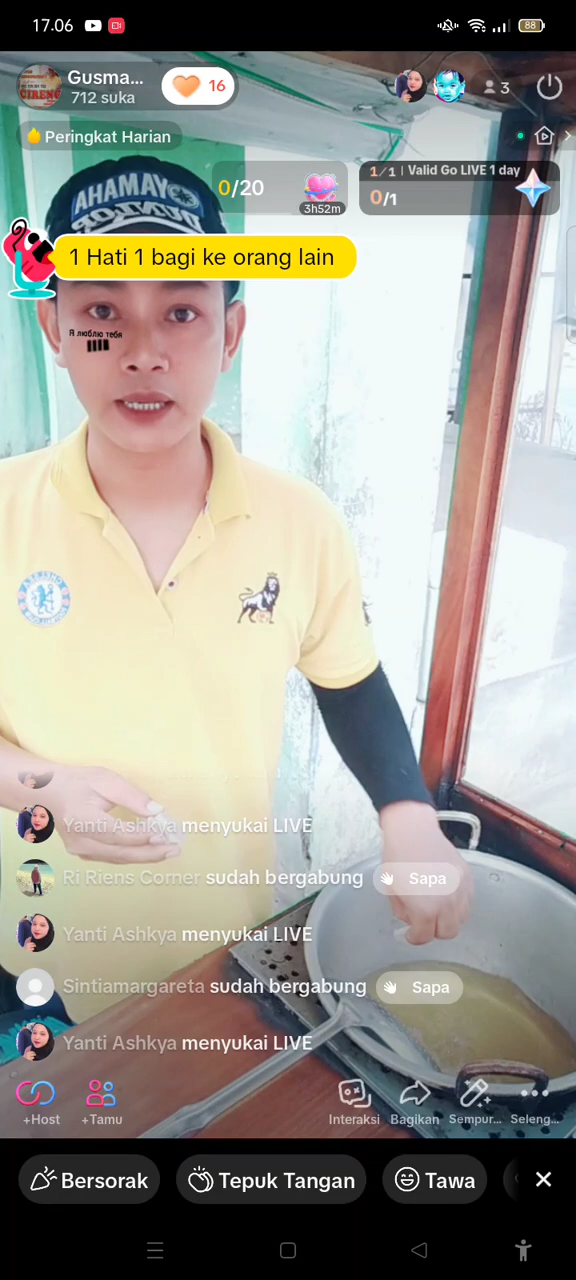 17.06
88
Gusma...
712 suka
16
3
Peringkat Harian
0/20
3h52m
1/1 | Valid Go LIVE 1 day
0/1
AHAMAY
1 Hati 1 bagi ke orang lain
Я люблю тебя
Yanti Ashkya menyukai LIVE
Ri Riens Corner sudah bergabung
Sapa
Yanti Ashkya menyukai LIVE
Sintiamargareta sudah bergabung
Sapa
Yanti Ashkya menyukai LIVE
+Host
+Tamu
Interaksi
Bagikan
Sempur...
Seleng...
Bersorak
Tepuk Tangan
Tawa